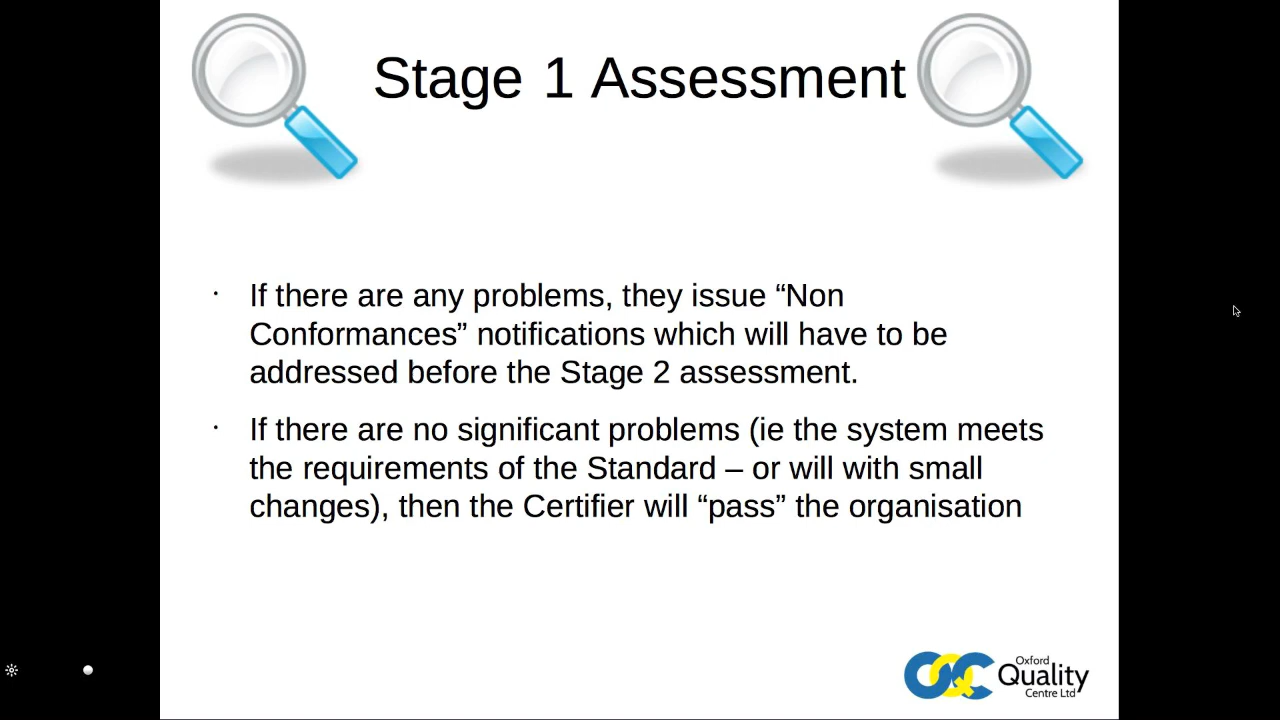 Stage 1 Assessment
· If there are any problems, they issue “Non
Conformances” notifications which will have to be
addressed before the Stage 2 assessment.
· If there are no significant problems (ie the system meets
the requirements of the Standard – or will with small
changes), then the Certifier will “pass” the organisation
OQC
Oxford
Quality
Centre Ltd